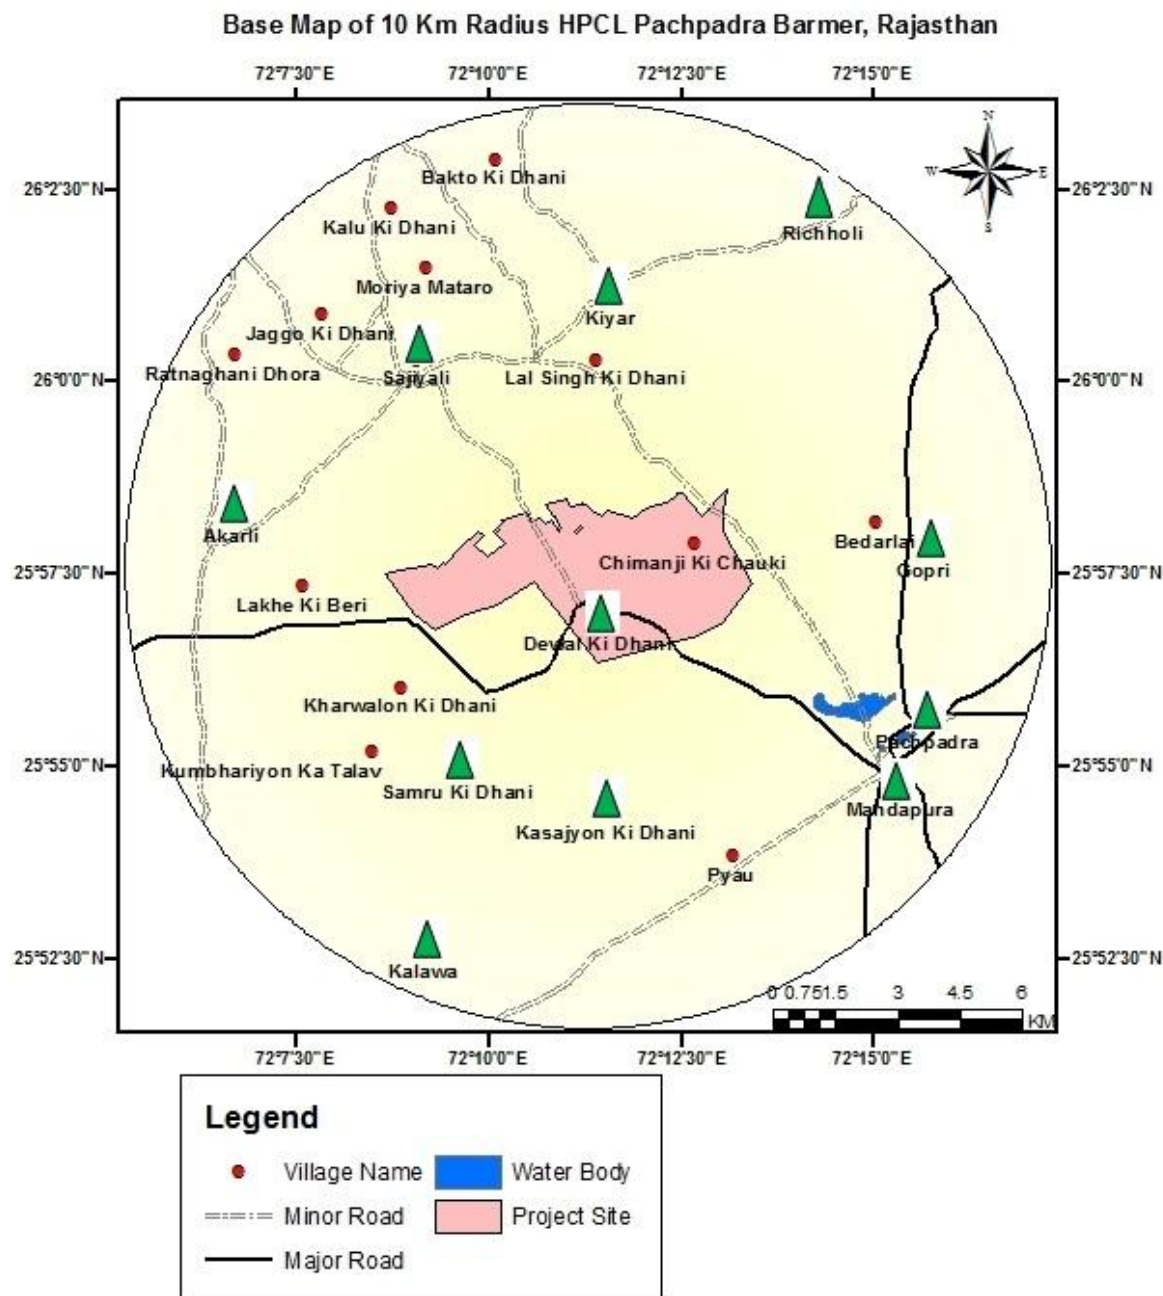 Base Map of 10 Km Radius HPCL Pachpadra Barmer, Rajasthan
72°7'30"E 72°10'0"E 72°12'30"E 72°15'0"E
N
W E
S
Bakto Ki Dhani
26°2'30"N 26°2'30"N
Kalu Ki Dhani
Richholi
Moriya Mataro
Kiyar
Jaggo Ki Dhani
Ratnaghani Dhora Sajiyali Lal Singh Ki Dhani
26°0'0"N 26°0'0"N
Akarli
Bedarlai
Chimanji Ki Chauki
Gopri
25°57'30"N 25°57'30"N
Lakhe Ki Beri
Dewal Ki Dhani
Kharwalon Ki Dhani
Pachpadra
25°55'0"N 25°55'0"N
Kumbhariyon Ka Talav
Samru Ki Dhani
Mandapura
Kasajyon Ki Dhani
Pyau
25°52'30"N 25°52'30"N
Kalawa
0 0.75 1.5 3 4.5 6
KM
72°7'30"E 72°10'0"E 72°12'30"E 72°15'0"E
Legend
Village Name Water Body
Minor Road Project Site
Major Road